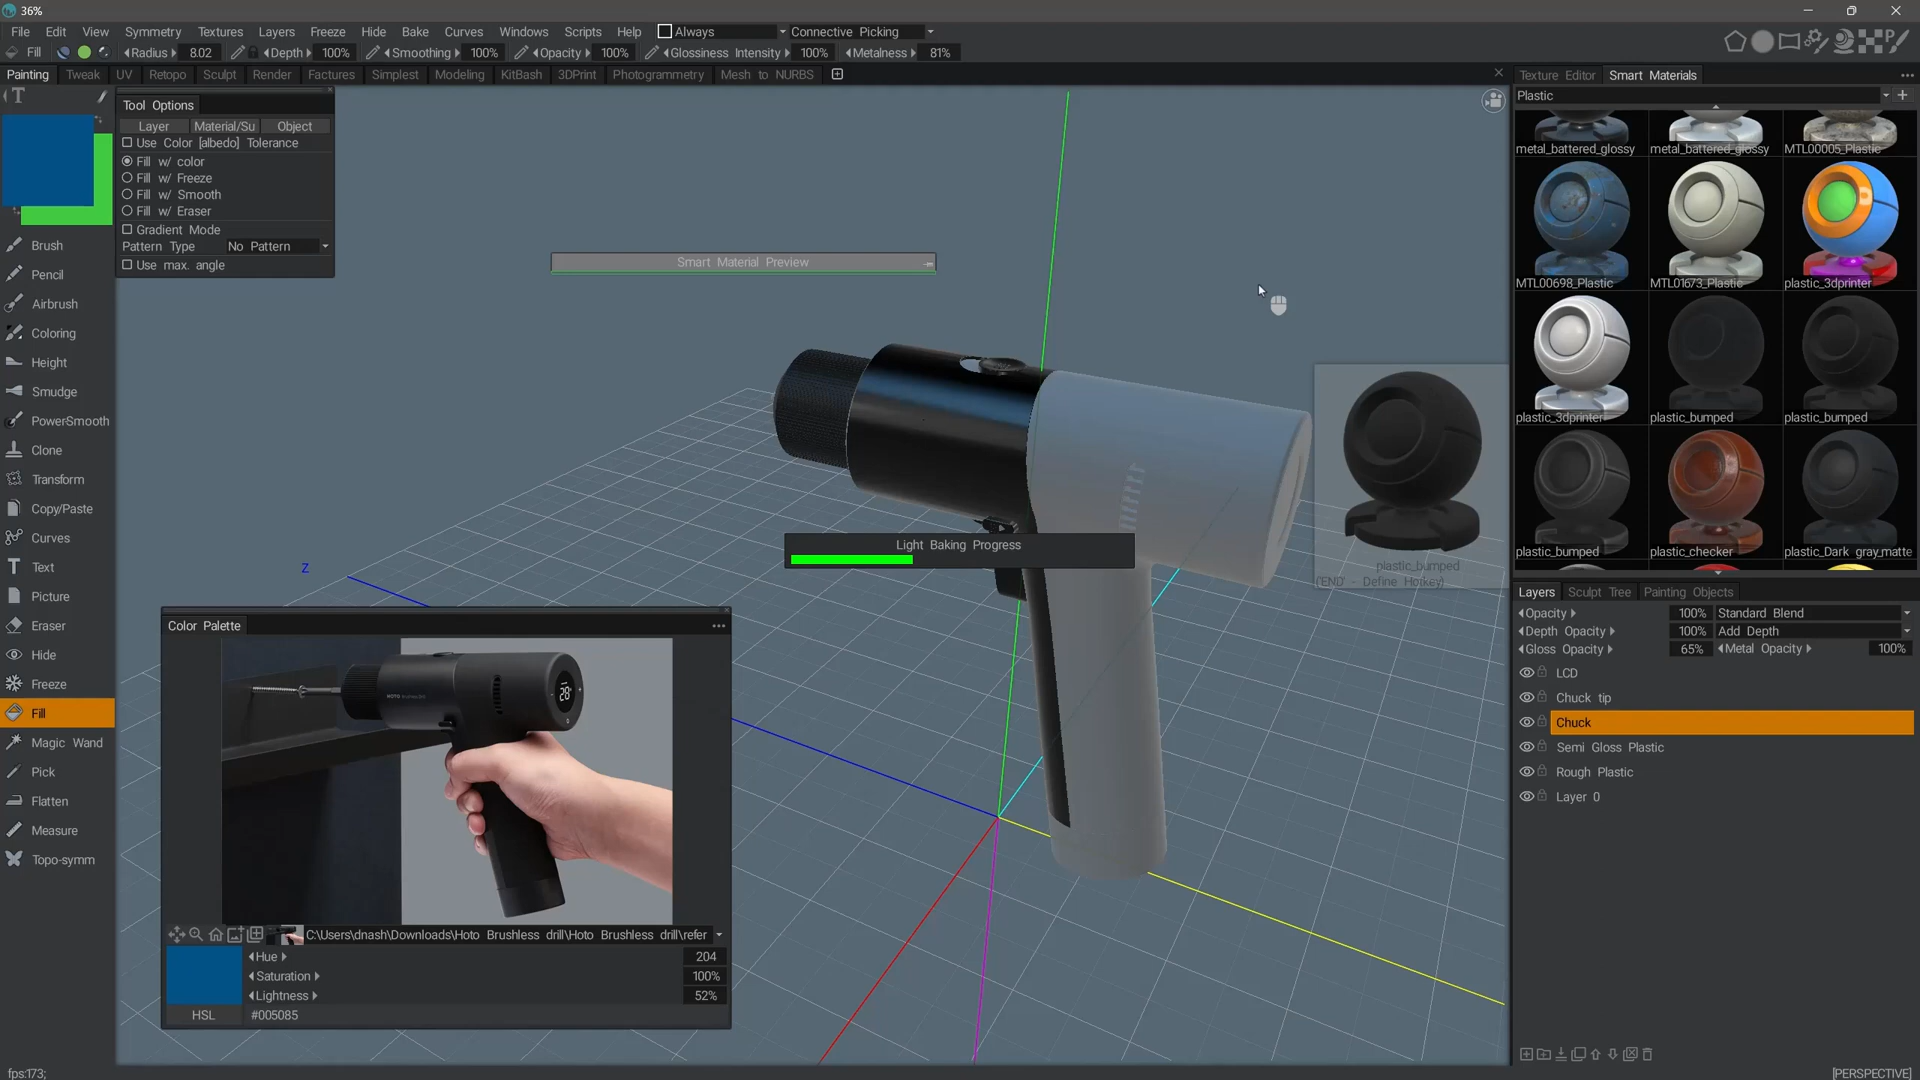 36%
File Edit View Symmetry Textures Layers Freeze Hide Bake Curves Windows Scripts Help Always Connective Picking
Fill Radius 8.02 Depth 100% Smoothing 100% Opacity 100% Glossiness Intensity 100% Metalness 81%
Painting Tweak UV Retopo Sculpt Render Factures Simplest Modeling KitBash 3DPrint Photogrammetry Mesh to NURBS
T
Tool Options
Layer Material/Su Object
Use Color [albedo] Tolerance
Fill w/ color
Fill w/ Freeze
Fill w/ Smooth
Fill w/ Eraser
Gradient Mode
Pattern Type No Pattern
Use max. angle
Brush
Pencil
Airbrush
Coloring
Height
Smudge
PowerSmooth
Clone
Transform
Copy/Paste
Curves
Text
Picture
Eraser
Hide
Freeze
Fill
Magic Wand
Pick
Flatten
Measure
Topo-symm
fps:173;
Smart Material Preview
Light Baking Progress
Z
plastic_bumped
('END' - Define Hotkey)
Color Palette
HOTO
28
C:\Users\dnash\Downloads\Hoto Brushless drill\Hoto Brushless drill\refer
Hue 204
Saturation 100%
Lightness 52%
HSL #005085
Texture Editor Smart Materials
Plastic
metal_battered_glossy metal_battered_glossy MTL00005_Plastic
MTL00698_Plastic MTL01673_Plastic plastic_3dprinter
plastic_3dprinter plastic_bumped plastic_bumped
plastic_bumped plastic_checker plastic_Dark gray_matte
Layers Sculpt Tree Painting Objects
Opacity 100% Standard Blend
Depth Opacity 100% Add Depth
Gloss Opacity 65% Metal Opacity 100%
LCD
Chuck tip
Chuck
Semi Gloss Plastic
Rough Plastic
Layer 0
[PERSPECTIVE]